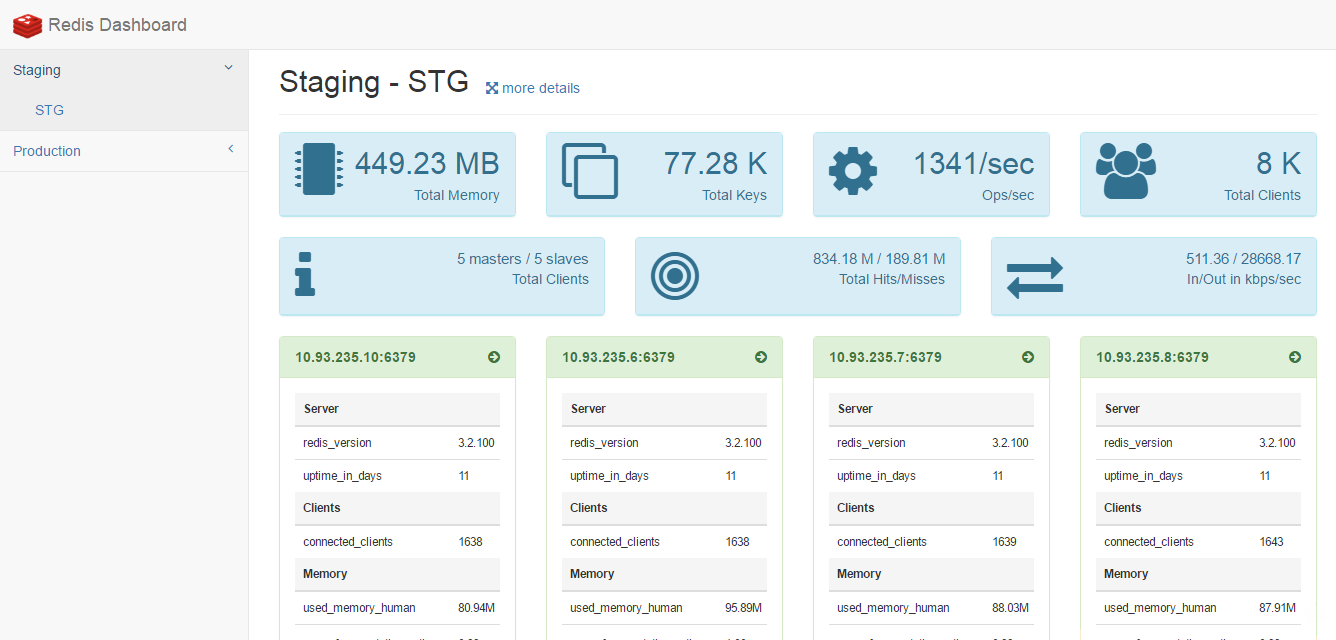 Redis Dashboard
Staging
STG
Production
Staging - STG more details
449.23 MB
Total Memory
77.28 K
Total Keys
1341/sec
Ops/sec
8 K
Total Clients
5 masters / 5 slaves
Total Clients
834.18 M / 189.81 M
Total Hits/Misses
511.36 / 28668.17
In/Out in kbps/sec
10.93.235.10:6379
Server
redis_version 3.2.100
uptime_in_days 11
Clients
connected_clients 1638
Memory
used_memory_human 80.94M
10.93.235.6:6379
Server
redis_version 3.2.100
uptime_in_days 11
Clients
connected_clients 1638
Memory
used_memory_human 95.89M
10.93.235.7:6379
Server
redis_version 3.2.100
uptime_in_days 11
Clients
connected_clients 1639
Memory
used_memory_human 88.03M
10.93.235.8:6379
Server
redis_version 3.2.100
uptime_in_days 11
Clients
connected_clients 1643
Memory
used_memory_human 87.91M